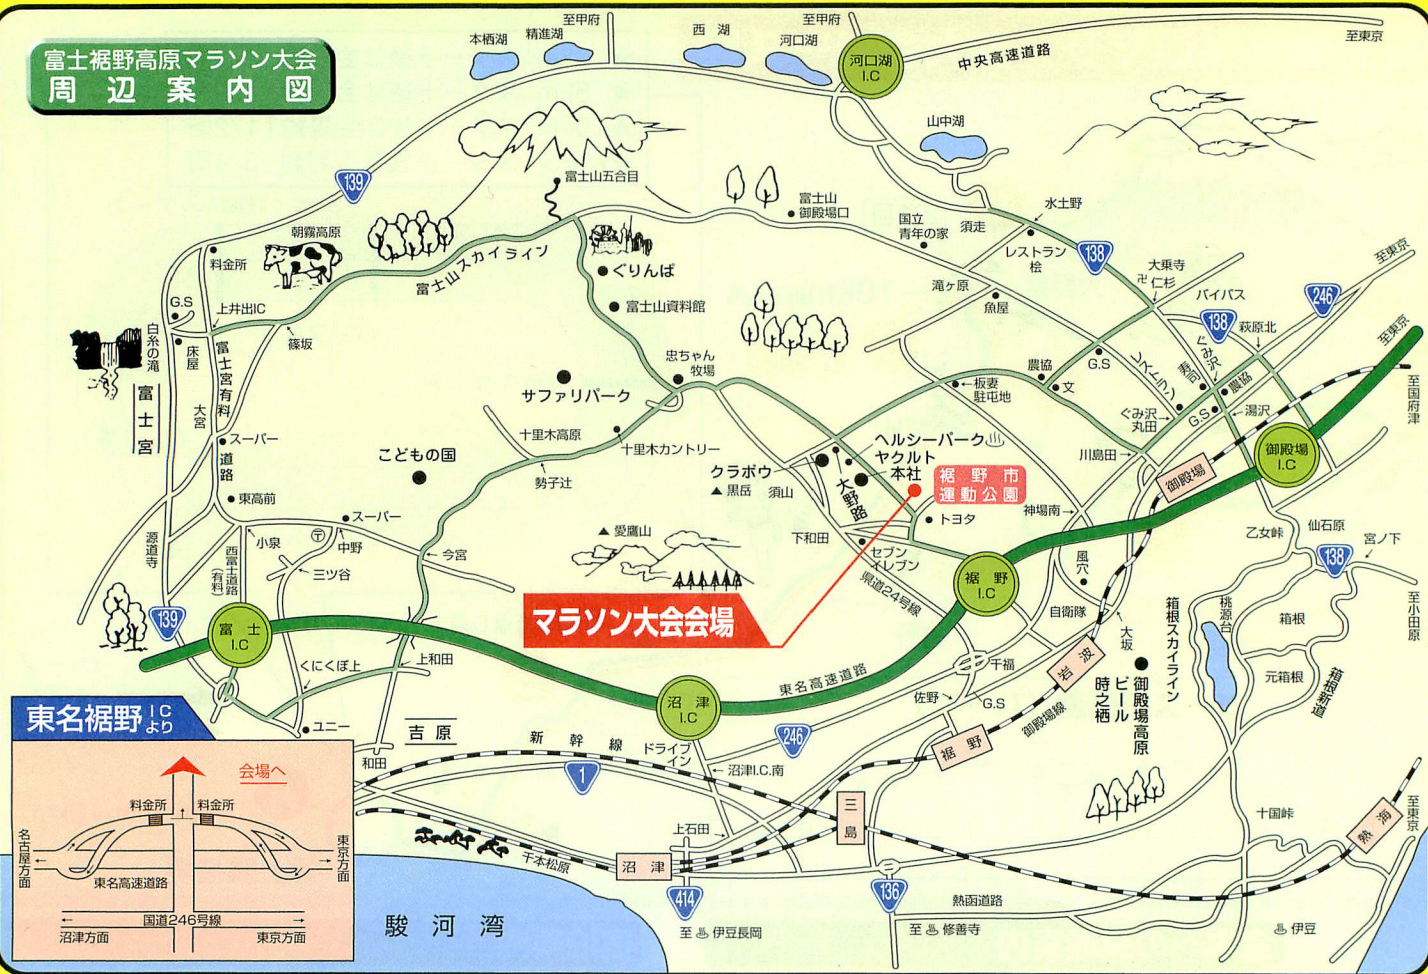 富士裾野高原マラソン大会
周辺案内図
至甲府
本栖湖
精進湖
西湖
河口湖
至甲府
河口湖
I.C
中央高速道路
至東京
山中湖
139
富士山五合目
富士山
御殿場口
国立
青年の家
須走
水土野
レストラン
桧
138
大乗寺
卍仁杉
バイパス
138
246
至東京
至東京
萩原北
朝霧高原
料金所
富士山スカイライン
ぐりんぱ
富士山資料館
滝ヶ原
魚屋
G.S
上井出IC
篠坂
白糸の滝
床屋
富士宮有料
道路
富士宮
大宮
スーパー
東高前
サファリパーク
忠ちゃん
牧場
十里木高原
十里木カントリー
勢子辻
こどもの国
農協
文
G.S
レストラン
寿司
ぐみ沢
農協
板妻
駐屯地
ぐみ沢
丸田
G.S
湯沢
川島田
至国府津
御殿場
御殿場
I.C
ヘルシーパーク♨
ヤクルト
本社
クラボウ
▲黒岳
須山
大野路
裾野市
運動公園
トヨタ
神場南
下和田
セブン
イレブン
県道24号線
▲愛鷹山
裾野
I.C
風穴
自衛隊
大坂
乙女峠
仙石原
138
宮ノ下
至小田原
箱根
桃源台
元箱根
箱根新道
箱根スカイライン
御殿場高原
ビール
時之栖
源道寺
西富士道路
(有料)
小泉
〒
中野
スーパー
三ツ谷
今宮
139
富士
I.C
マラソン大会会場
くにくぼ上
上和田
ユニー
吉原
和田
沼津
I.C
東名高速道路
千福
佐野
G.S
岩波
御殿場線
裾野
246
新幹線
1
ドライブ
イン
沼津I.C.南
上石田
三島
千本松原
沼津
414
至♨伊豆長岡
136
至♨修善寺
熱函道路
十国峠
熱海
至東京
♨伊豆
駿河湾
東名裾野ICより
会場へ
料金所
料金所
名古屋方面
東京方面
東名高速道路
国道246号線
沼津方面
東京方面